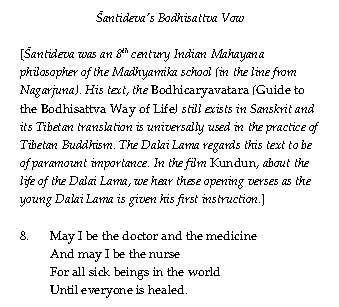 Śantideva's Bodhisattva Vow
[Śantideva was an 8th century Indian Mahayana
philosopher of the Madhyamika school (in the line from
Nagarjuna). His text, the Bodhicaryavatara (Guide to
the Bodhisattva Way of Life) still exists in Sanskrit and
its Tibetan translation is universally used in the practice of
Tibetan Buddhism. The Dalai Lama regards this text to be
of paramount importance. In the film Kundun, about the
life of the Dalai Lama, we hear these opening verses as the
young Dalai Lama is given his first instruction.]
8. May I be the doctor and the medicine
And may I be the nurse
For all sick beings in the world
Until everyone is healed.